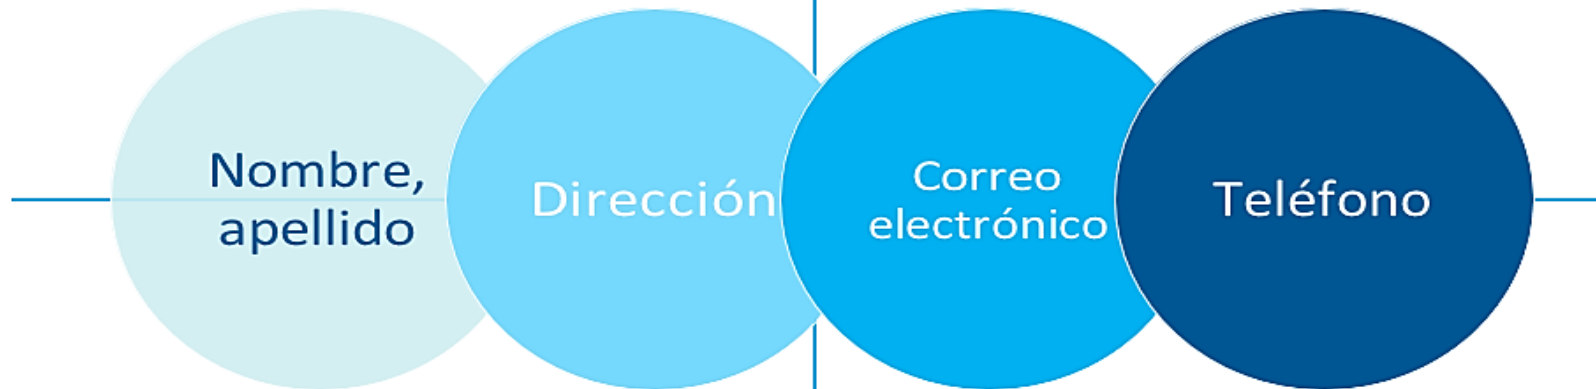 Nombre,
apellido
Dirección
Correo
electrónico
Teléfono